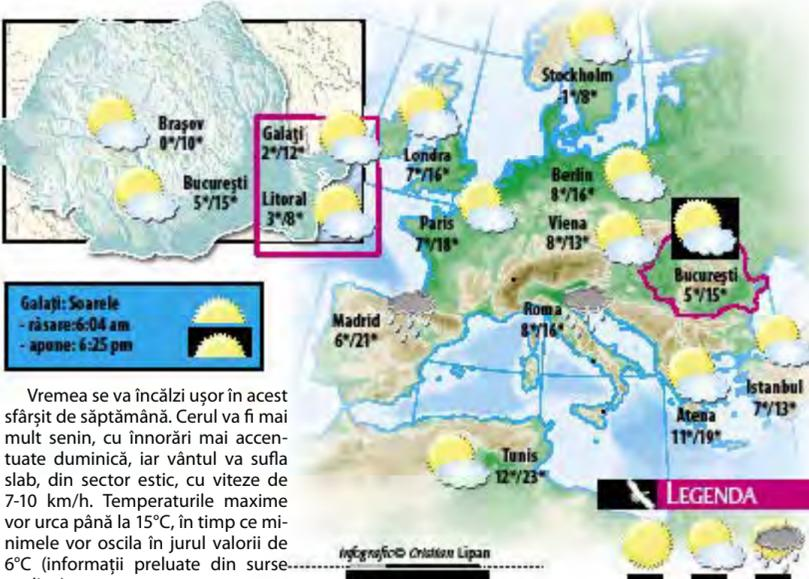 Brașov
0*/10*
București
5*/15*
Galați
2*/12*
Litoral
3*/8*
Stockholm
-1*/8*
Londra
7*/16*
Berlin
8*/16*
Paris
7*/18*
Viena
8*/13*
București
5*/15*
Madrid
6*/21*
Roma
8*/16*
Istanbul
7*/13*
Atena
11*/19*
Tunis
12*/23*
Galați: Soarele
- răsare:6:04 am
- apune: 6:25 pm
Vremea se va încălzi ușor în acest
sfârșit de săptămână. Cerul va fi mai
mult senin, cu înnorări mai accen-
tuate duminică, iar vântul va sufla
slab, din sector estic, cu viteze de
7-10 km/h. Temperaturile maxime
vor urca până la 15°C, în timp ce mi-
nimele vor oscila în jurul valorii de
6°C (informații preluate din surse
LEGENDA
Infografic© Cristian Lipan